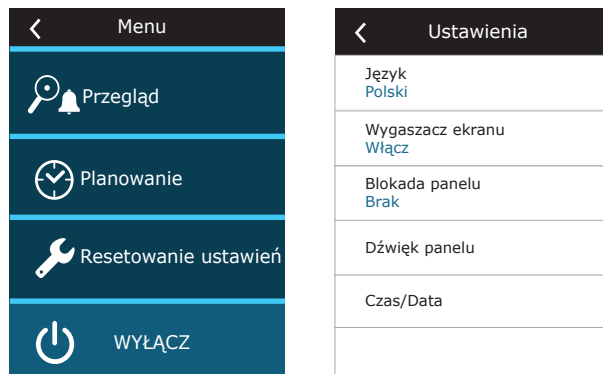 Menu
Przegląd
Planowanie
Resetowanie ustawień
WYŁĄCZ
Ustawienia
Język
Polski
Wygaszacz ekranu
Włącz
Blokada panelu
Brak
Dźwięk panelu
Czas/Data